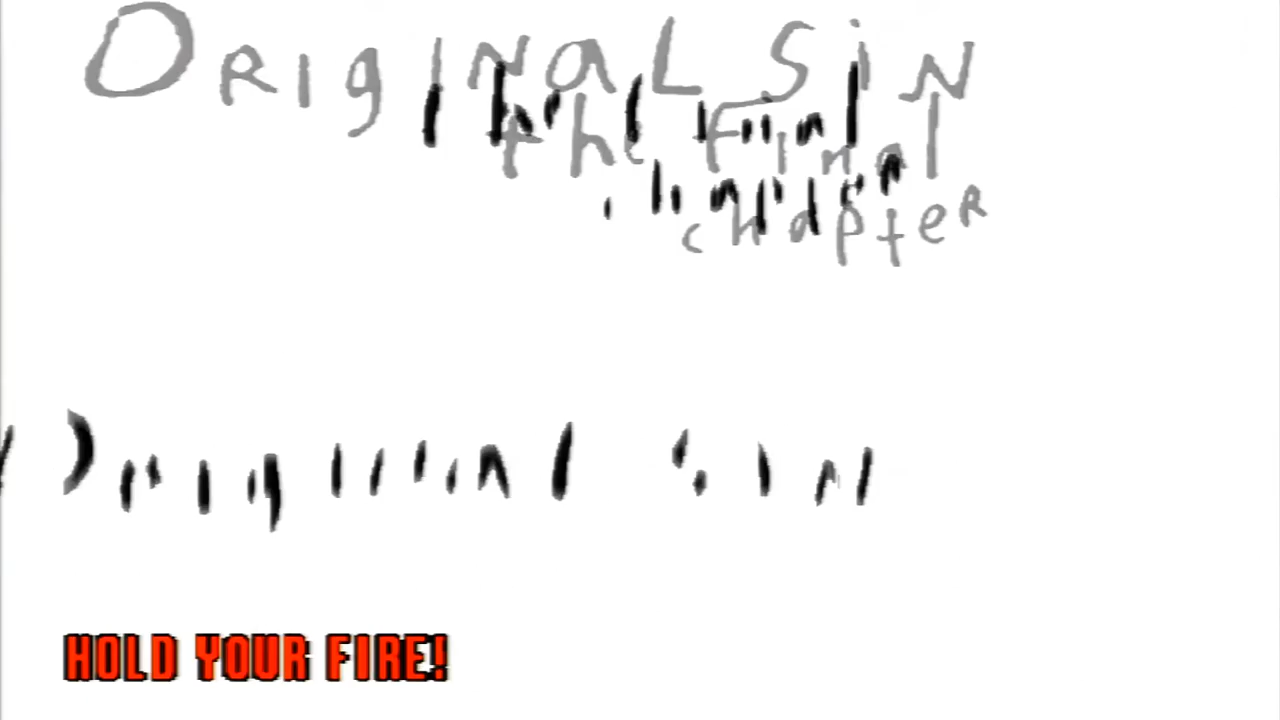 ORIgINaL SiN
the Final
chapter
Original Sin
HOLD YOUR FIRE!